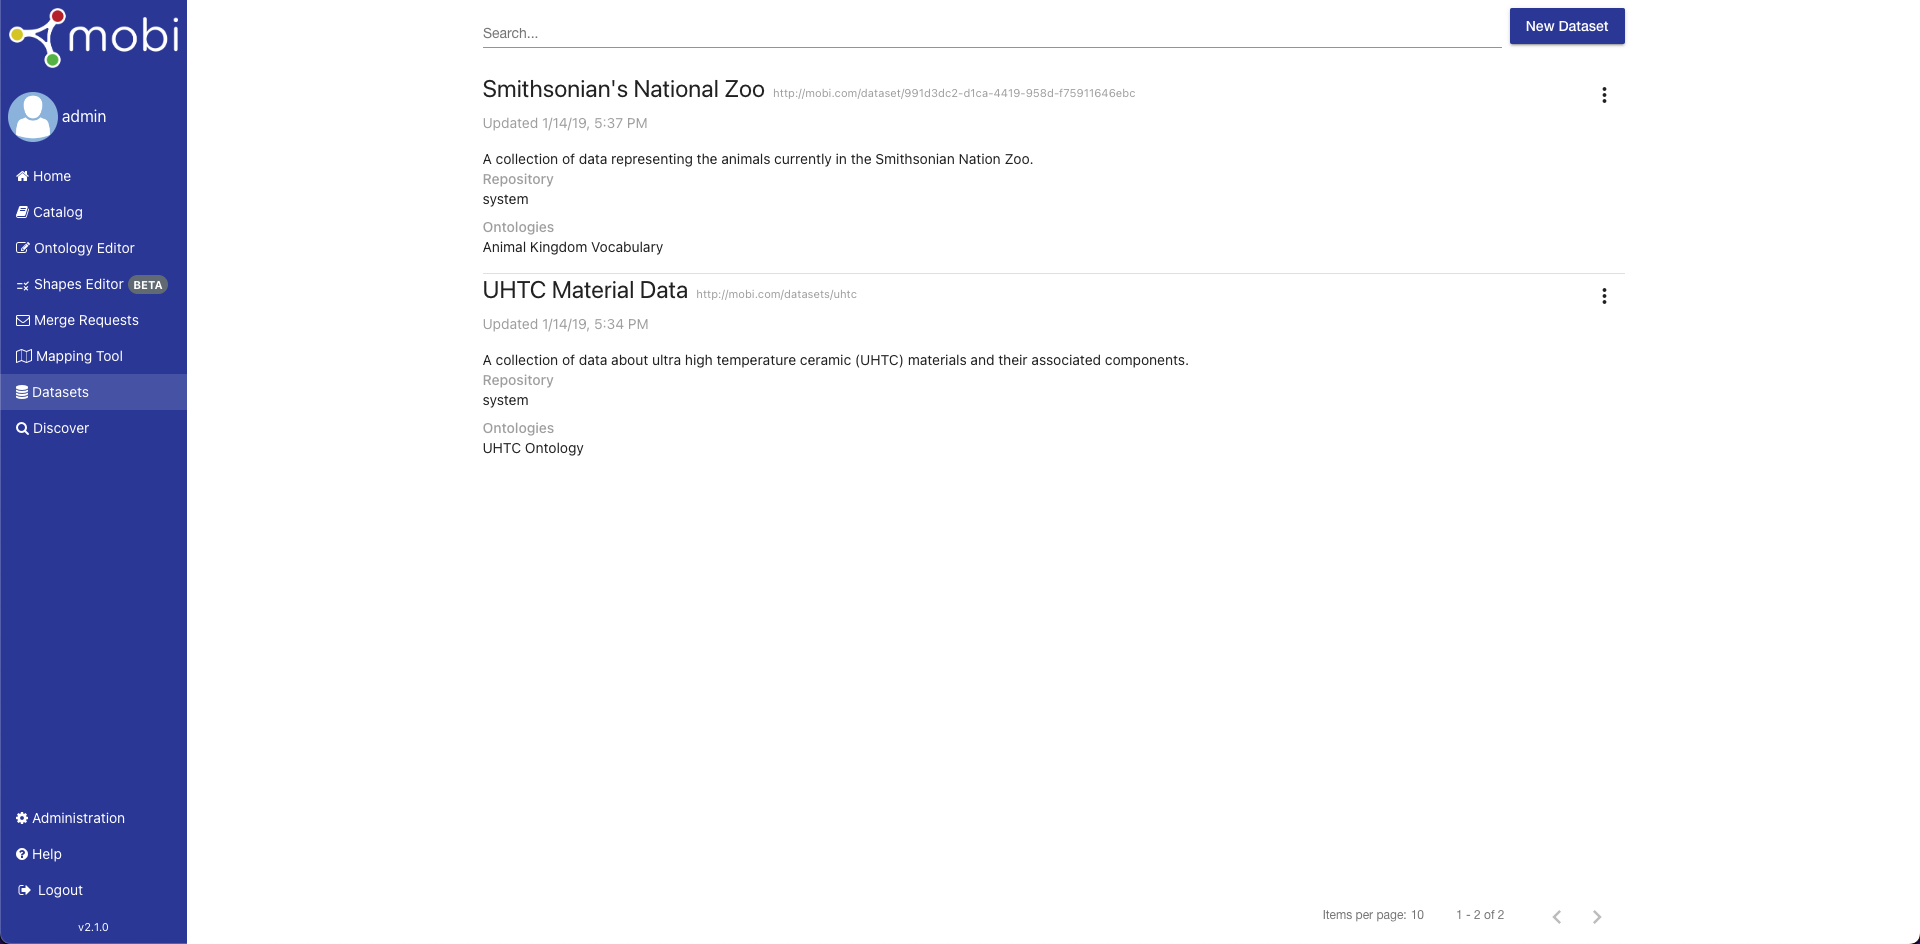 mobi
admin
Home
Catalog
Ontology Editor
Shapes Editor BETA
Merge Requests
Mapping Tool
Datasets
Discover
Administration
Help
Logout
v2.1.0
Search...
New Dataset
Smithsonian's National Zoo http://mobi.com/dataset/991d3dc2-d1ca-4419-958d-f75911646ebc
Updated 1/14/19, 5:37 PM
A collection of data representing the animals currently in the Smithsonian Nation Zoo.
Repository
system
Ontologies
Animal Kingdom Vocabulary
UHTC Material Data http://mobi.com/datasets/uhtc
Updated 1/14/19, 5:34 PM
A collection of data about ultra high temperature ceramic (UHTC) materials and their associated components.
Repository
system
Ontologies
UHTC Ontology
Items per page: 10 1 - 2 of 2